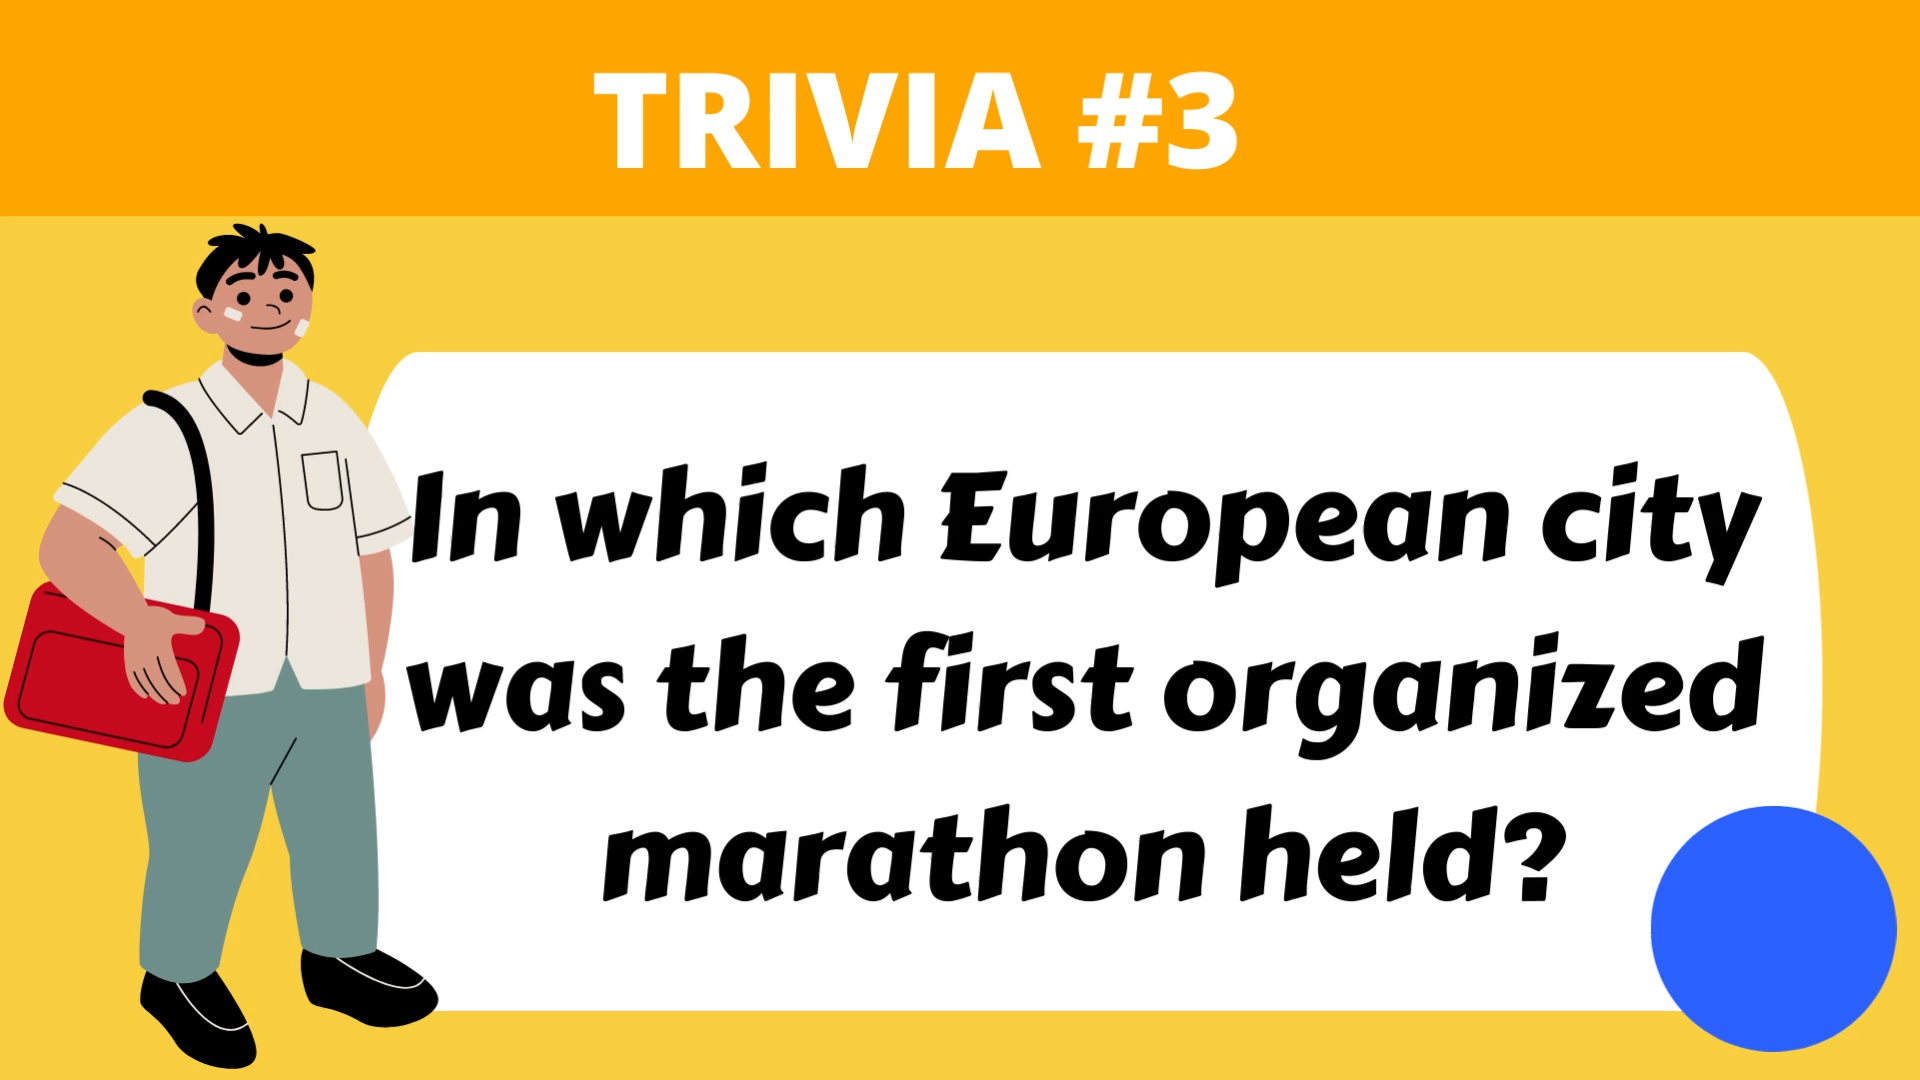 TRIVIA #3
In which European city
was the first organized
marathon held?